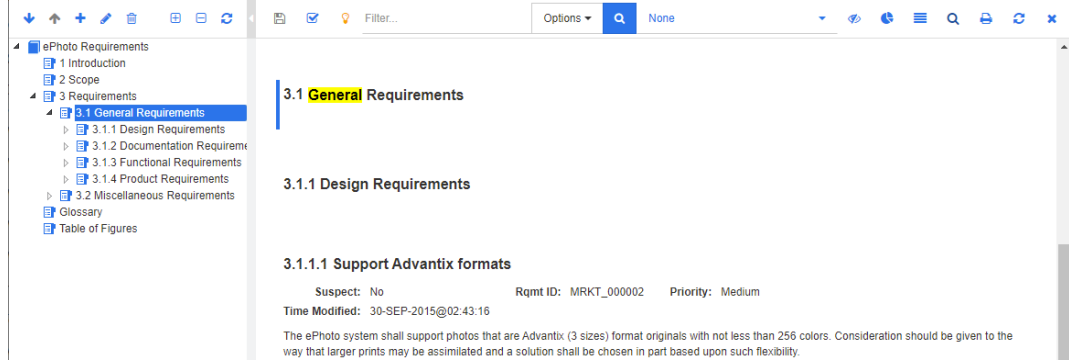 Filter...
Options
None
ePhoto Requirements
1 Introduction
2 Scope
3 Requirements
3.1 General Requirements
3.1.1 Design Requirements
3.1.2 Documentation Requireme
3.1.3 Functional Requirements
3.1.4 Product Requirements
3.2 Miscellaneous Requirements
Glossary
Table of Figures
3.1 General Requirements
3.1.1 Design Requirements
3.1.1.1 Support Advantix formats
Suspect: No Rqmt ID: MRKT_000002 Priority: Medium
Time Modified: 30-SEP-2015@02:43:16
The ePhoto system shall support photos that are Advantix (3 sizes) format originals with not less than 256 colors. Consideration should be given to the
way that larger prints may be assimilated and a solution shall be chosen in part based upon such flexibility.